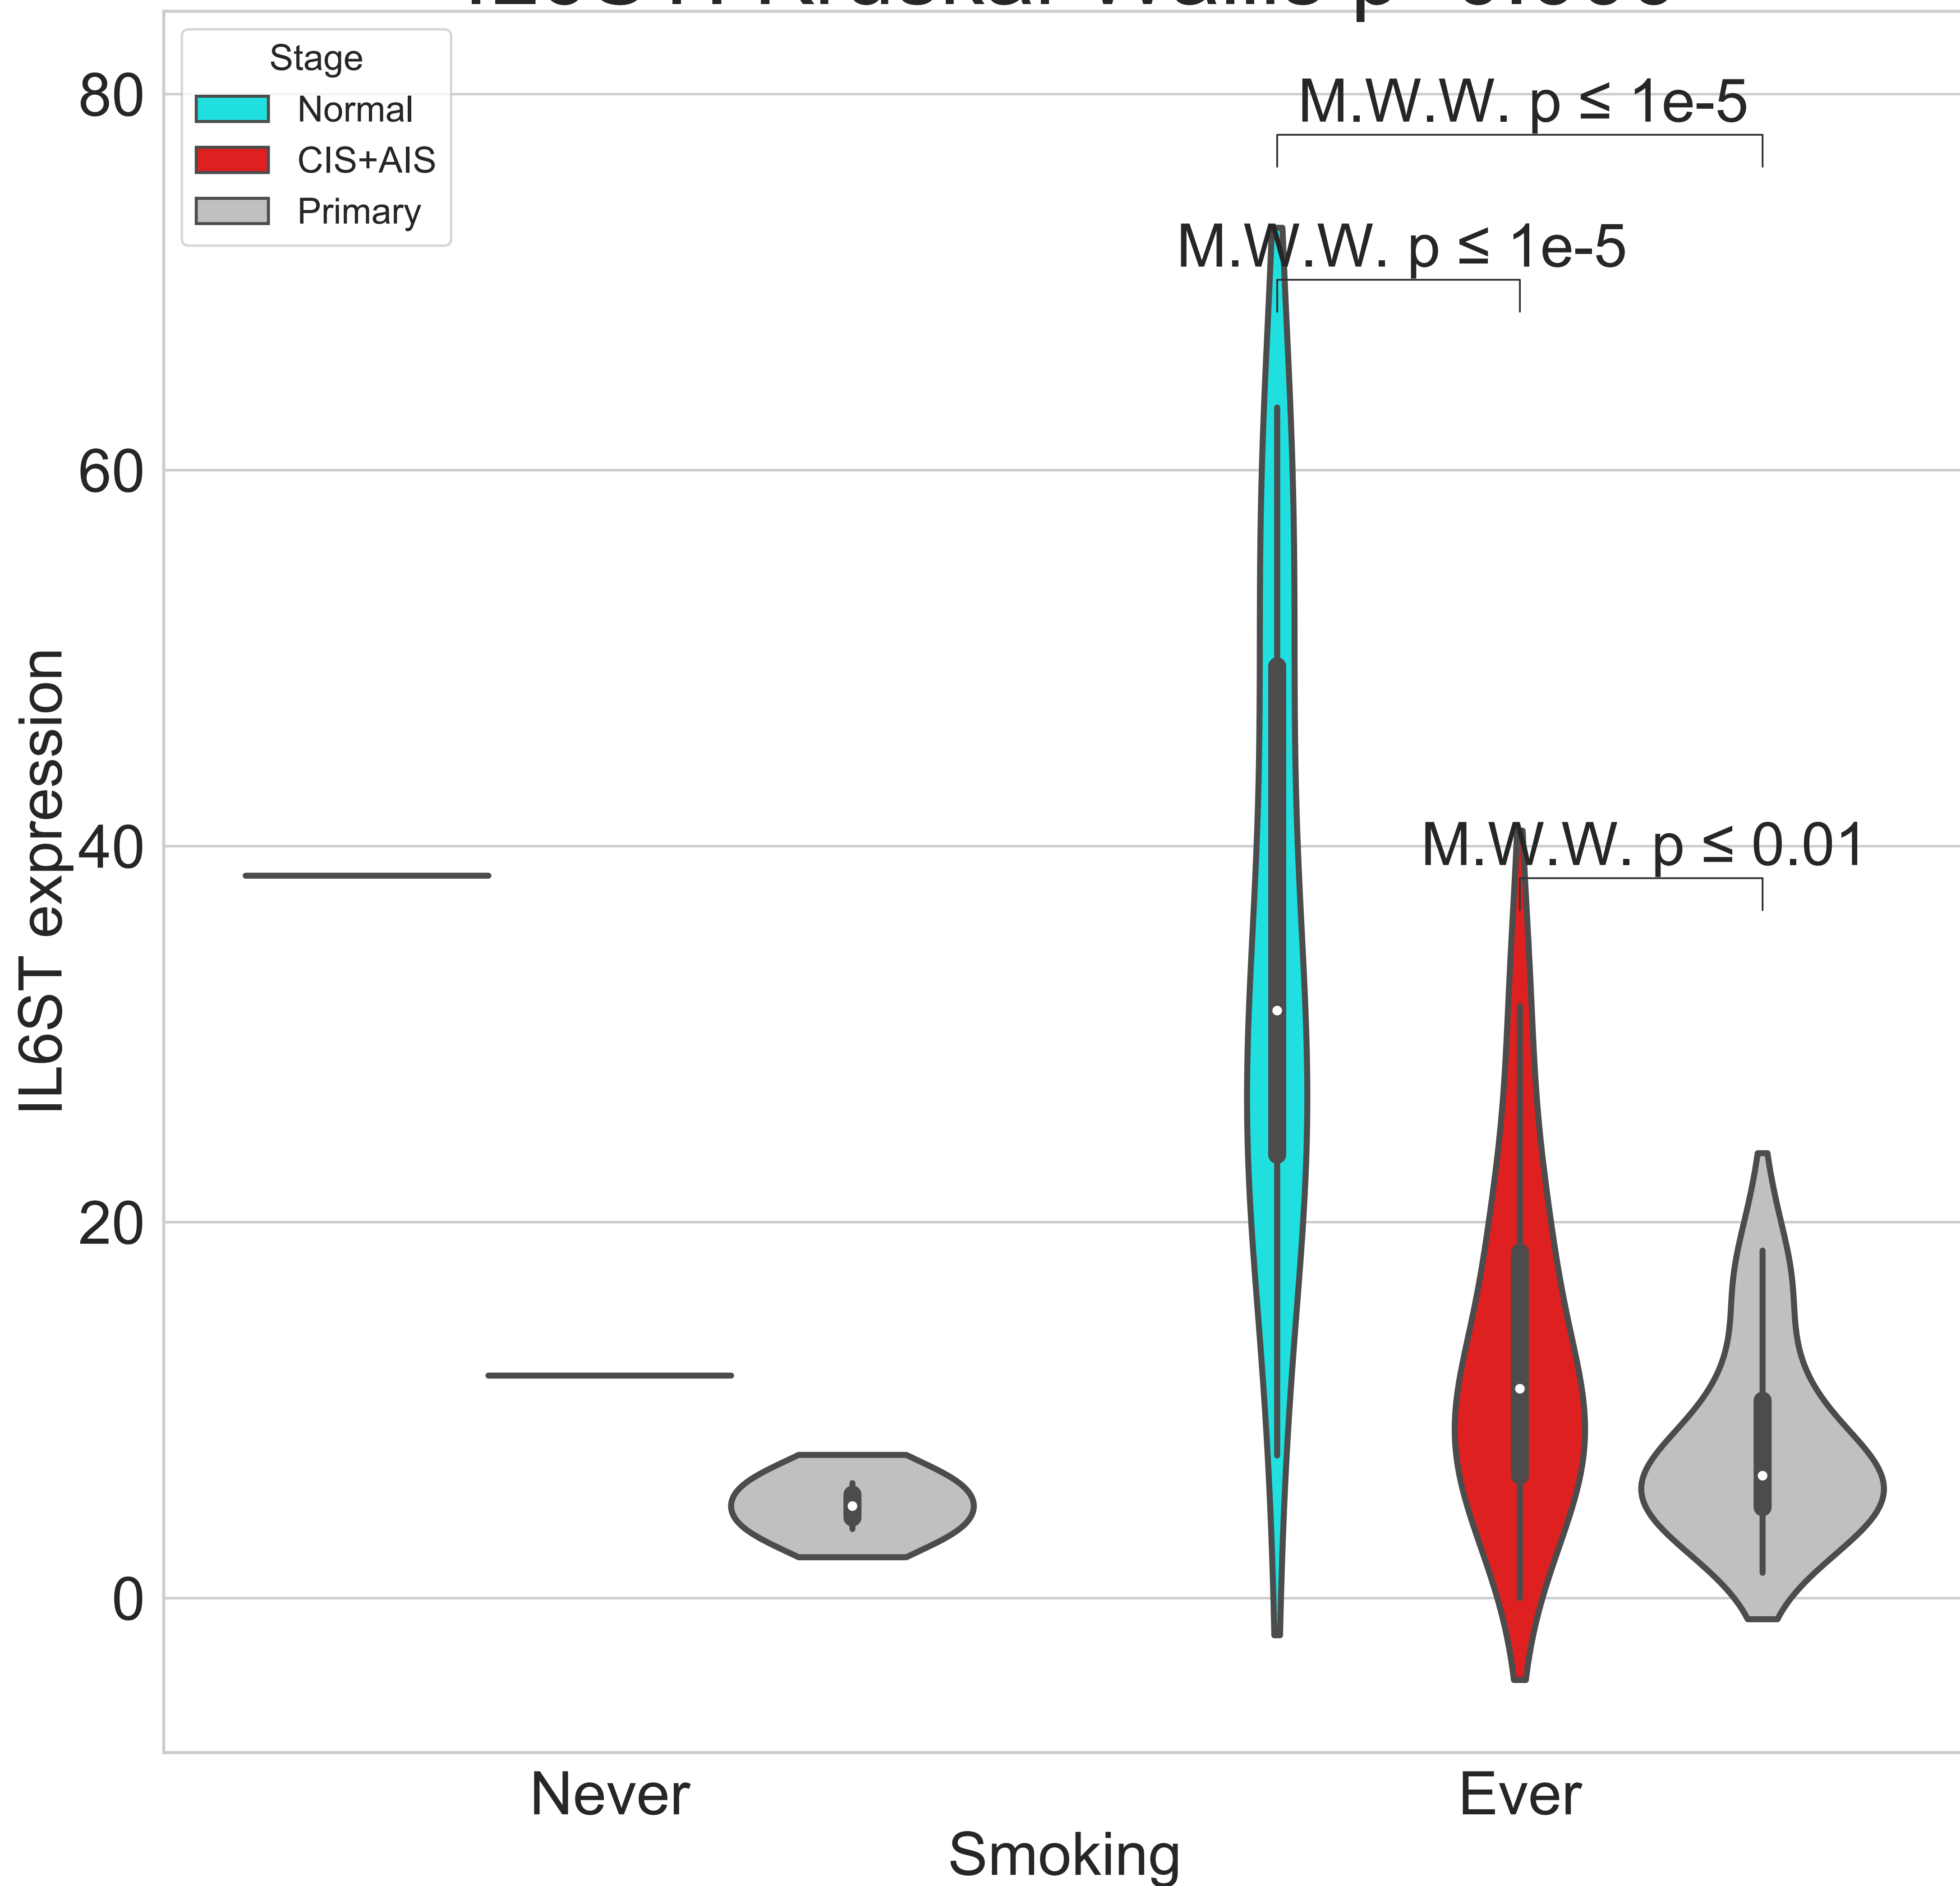 Stage
Normal
CIS+AIS
Primary
M.W.W. p ≤ 1e-5
M.W.W. p ≤ 1e-5
M.W.W. p ≤ 0.01
80
60
40
20
0
IL6ST expression
Never
Ever
Smoking